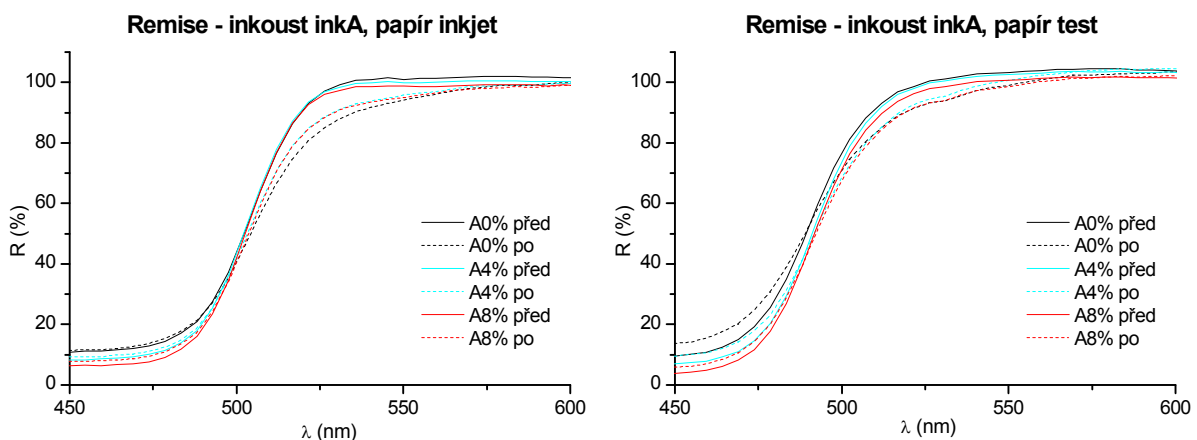 Remise - inkoust inkA, papír inkjet
R (%)
100
80
60
40
20
0
A0% před
A0% po
A4% před
A4% po
A8% před
A8% po
450
500
550
600
λ (nm)
Remise - inkoust inkA, papír test
R (%)
100
80
60
40
20
0
A0% před
A0% po
A4% před
A4% po
A8% před
A8% po
450
500
550
600
λ (nm)